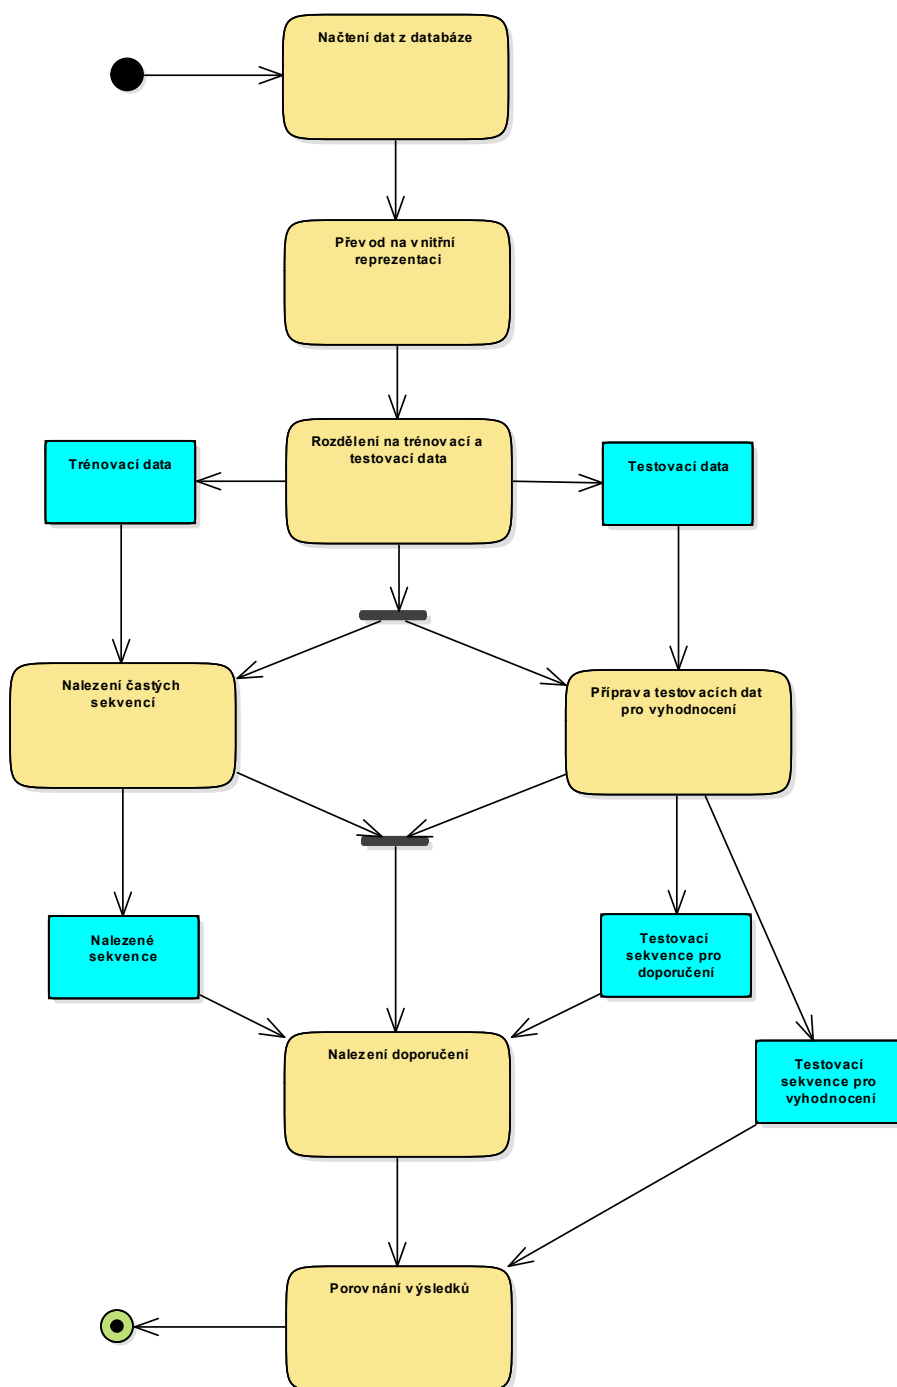 Načtení dat z databáze
Převod na vnitřní
reprezentaci
Rozdělení na trénovací a
testovací data
Trénovací data
Testovací data
Nalezení častých
sekvencí
Příprava testovacích dat
pro vyhodnocení
Nalezené
sekvence
Testovací
sekvence pro
doporučení
Nalezení doporučení
Testovací
sekvence pro
vyhodnocení
Porovnání výsledků